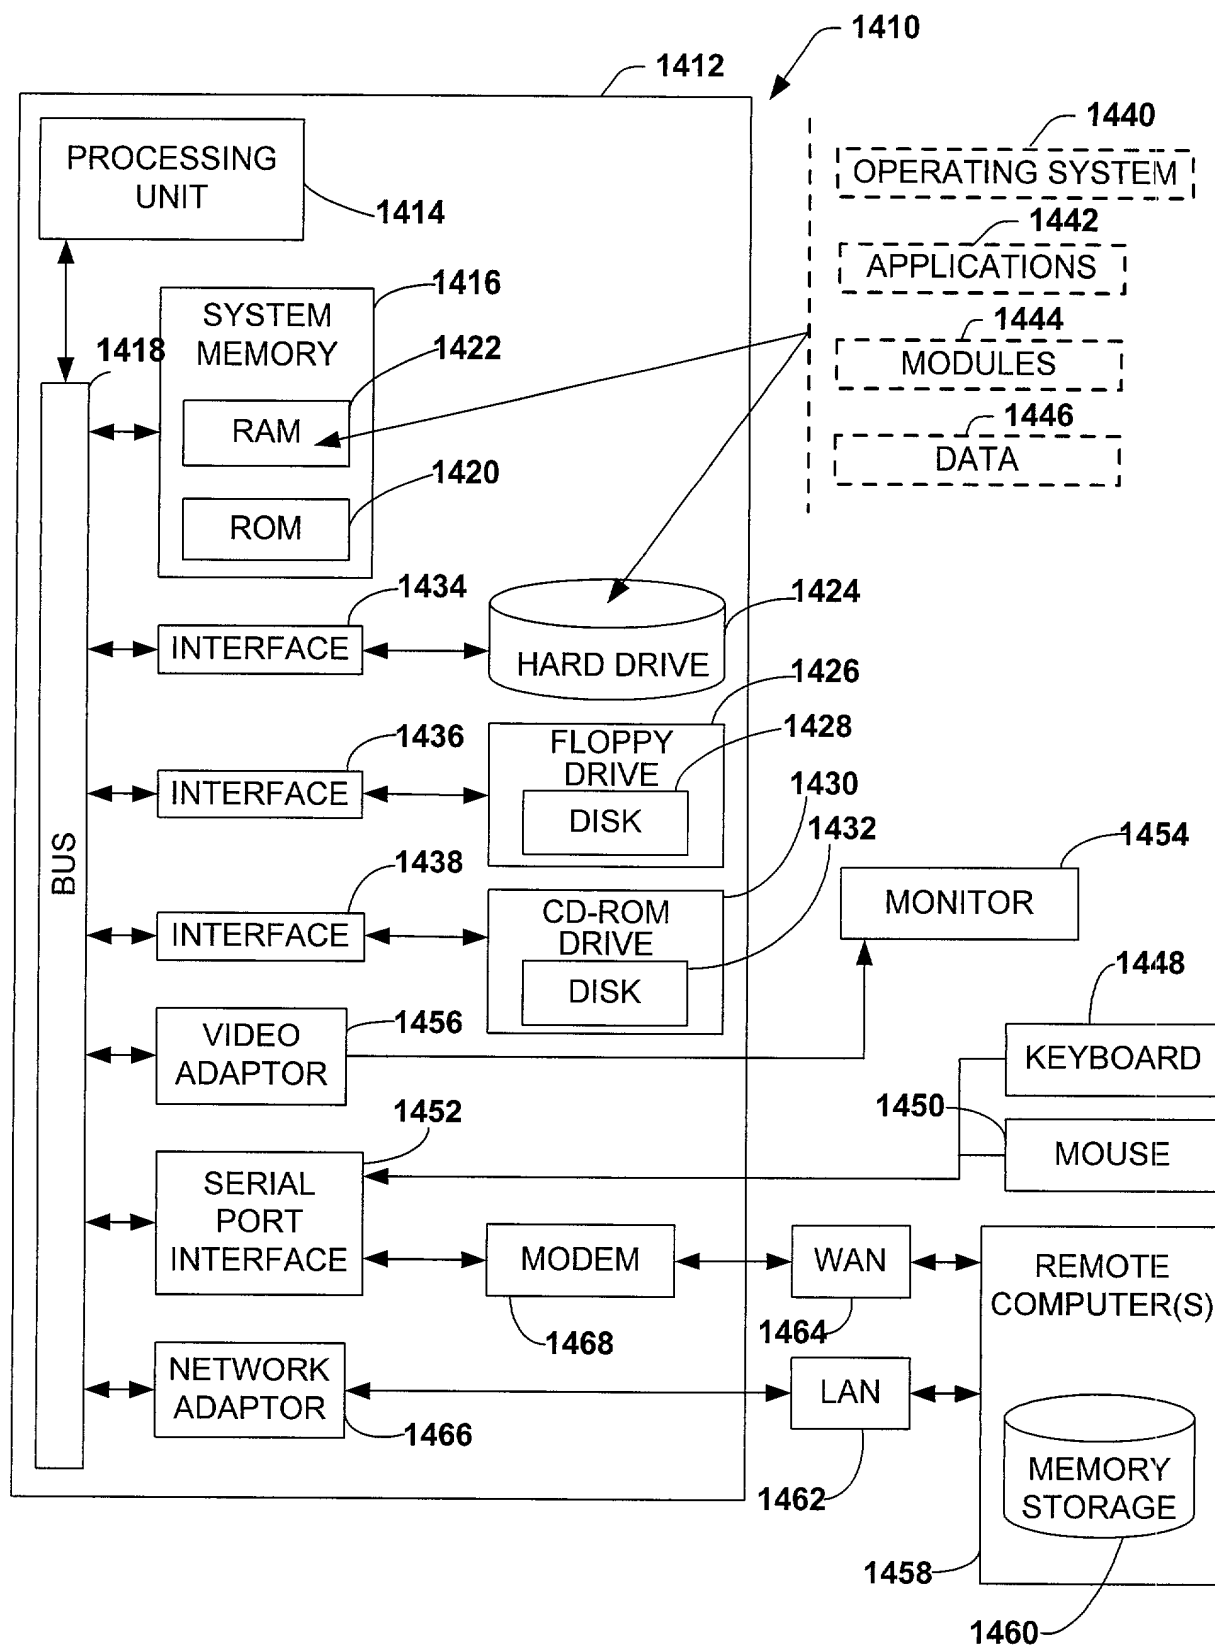 1410
1412
1440
PROCESSING
UNIT
OPERATING SYSTEM
1414
1442
APPLICATIONS
1416
SYSTEM
MEMORY
1444
1418
1422
MODULES
RAM
1446
DATA
1420
ROM
1434
1424
INTERFACE
HARD DRIVE
1426
1436
FLOPPY
DRIVE
1428
INTERFACE
1430
DISK
1432
1454
BUS
1438
MONITOR
CD-ROM
DRIVE
INTERFACE
1448
DISK
1456
VIDEO
ADAPTOR
KEYBOARD
1450
1452
MOUSE
SERIAL
PORT
INTERFACE
MODEM
WAN
REMOTE
COMPUTER(S)
1468
1464
NETWORK
ADAPTOR
LAN
1466
1462
MEMORY
STORAGE
1458
1460